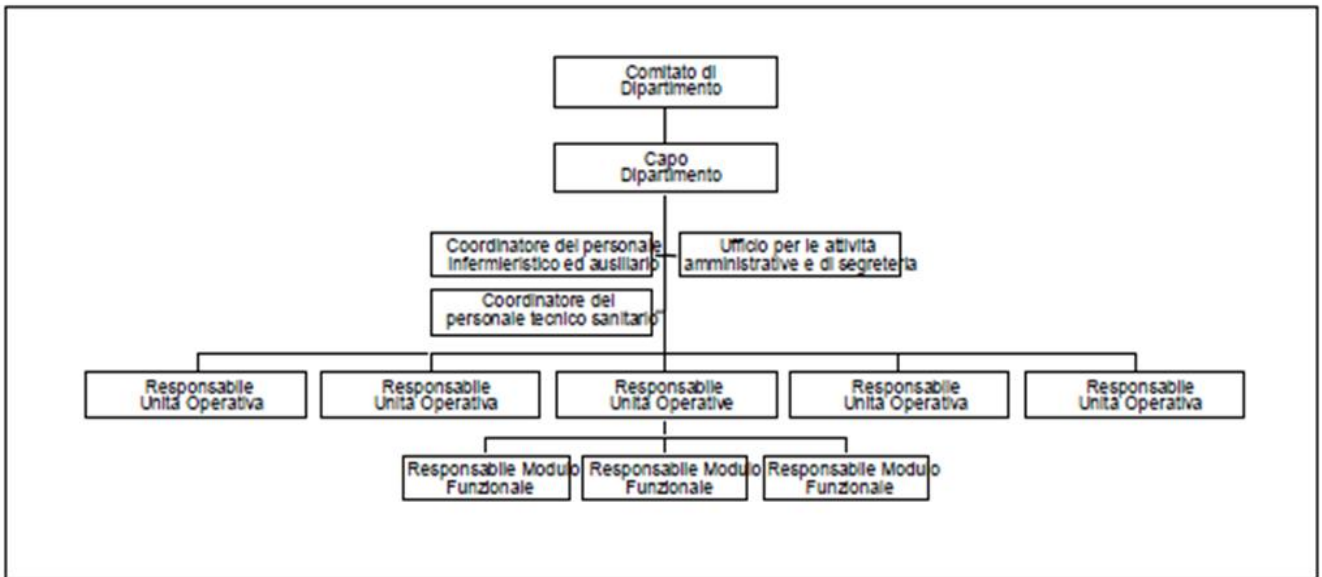 Comitato di
Dipartimento
Capo
Dipartimento
Coordinatore del personale
infermieristico ed ausiliario
Ufficio per le attività
amministrative e di segreteria
Coordinatore del
personale tecnico sanitario
Responsabile
Unità Operativa
Responsabile
Unità Operativa
Responsabile
Unità Operative
Responsabile
Unità Operativa
Responsabile
Unità Operativa
Responsabile Modulo
Funzionale
Responsabile Modulo
Funzionale
Responsabile Modulo
Funzionale